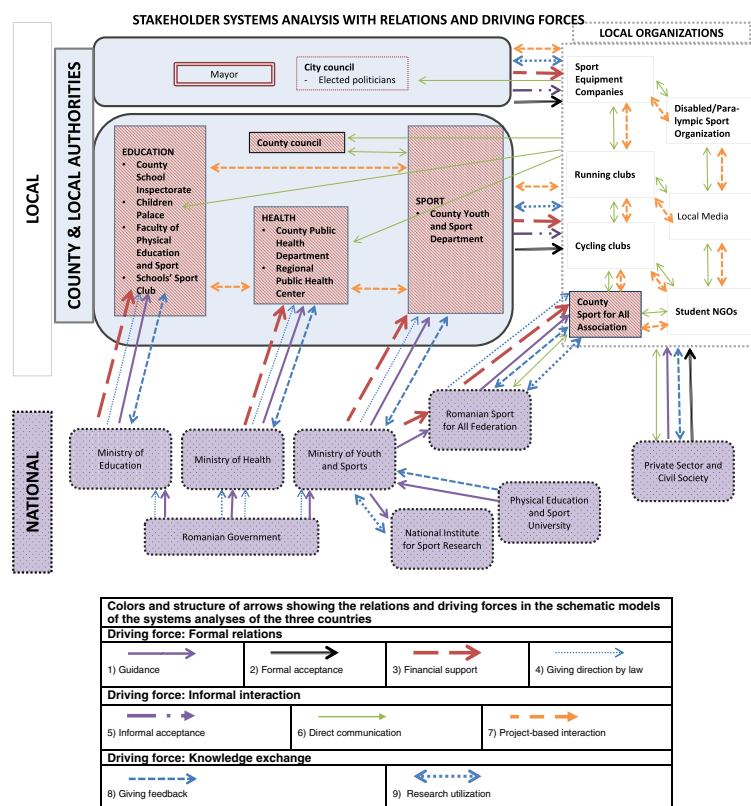 STAKEHOLDER SYSTEMS ANALYSIS WITH RELATIONS AND DRIVING FORCES
LOCAL ORGANIZATIONS
LOCAL
COUNTY & LOCAL AUTHORITIES
Mayor
City council
- Elected politicians
Sport
Equipment
Companies
Disabled/Para-
lympic Sport
Organization
EDUCATION
• County
School
Inspectorate
• Children
Palace
• Faculty of
Physical
Education
and Sport
• Schools' Sport
Club
County council
HEALTH
• County Public
Health
Department
• Regional
Public Health
Center
SPORT
• County Youth
and Sport
Department
Running clubs
Local Media
Cycling clubs
County
Sport for All
Association
Student NGOs
NATIONAL
Ministry of
Education
Ministry of Health
Ministry of Youth
and Sports
Romanian Sport
for All Federation
Private Sector and
Civil Society
Romanian Government
National Institute
for Sport Research
Physical Education
and Sport
University
Colors and structure of arrows showing the relations and driving forces in the schematic models
of the systems analyses of the three countries
Driving force: Formal relations
1) Guidance
2) Formal acceptance
3) Financial support
4) Giving direction by law
Driving force: Informal interaction
5) Informal acceptance
6) Direct communication
7) Project-based interaction
Driving force: Knowledge exchange
8) Giving feedback
9) Research utilization